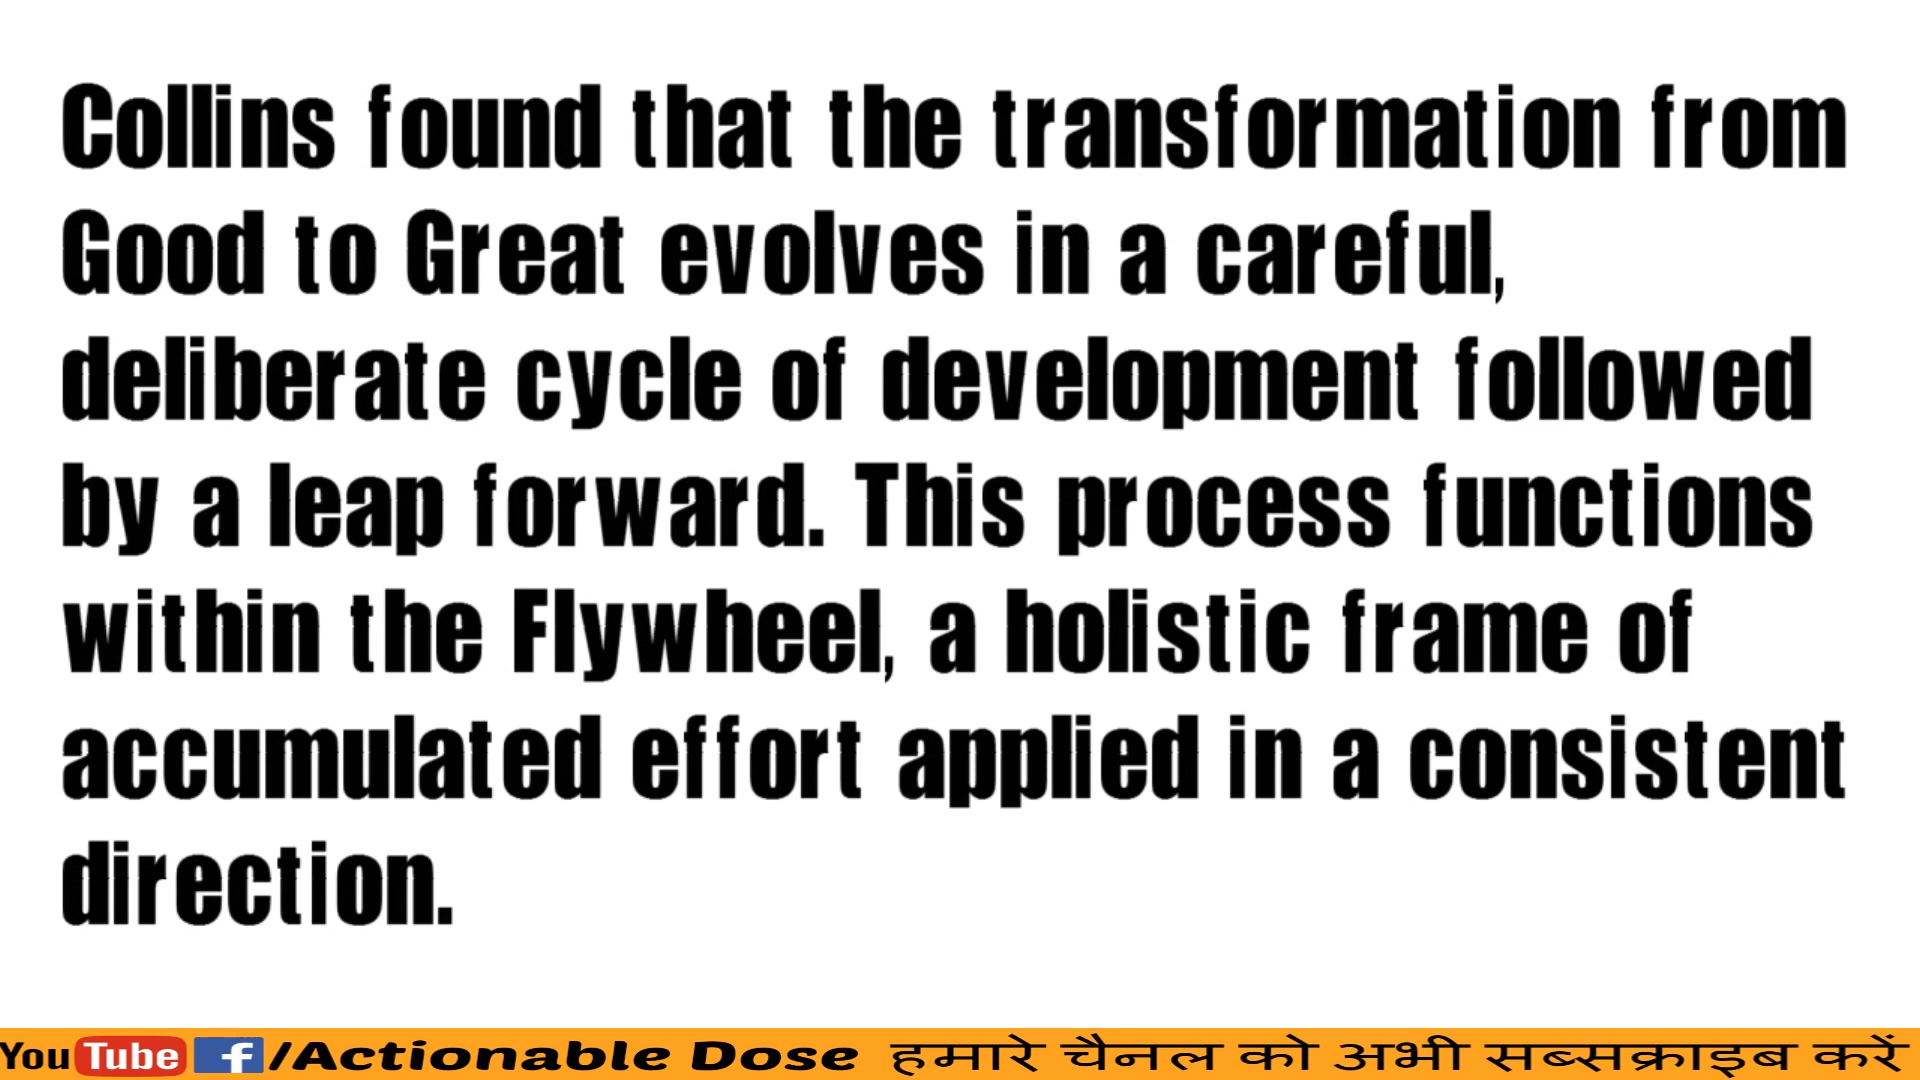 Collins found that the transformation from
Good to Great evolves in a careful,
deliberate cycle of development followed
by a leap forward. This process functions
within the Flywheel, a holistic frame of
accumulated effort applied in a consistent
direction.
YouTube f/Actionable Dose हमारे चैनल को अभी सब्सक्राइब करें